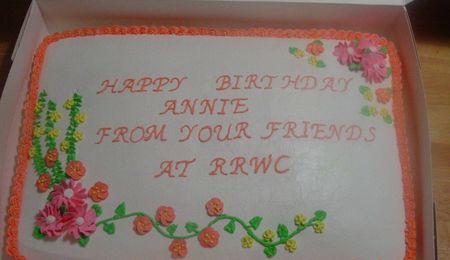 HAPPY BIRTHDAY
ANNIE
FROM YOUR FRIENDS
AT RRWC